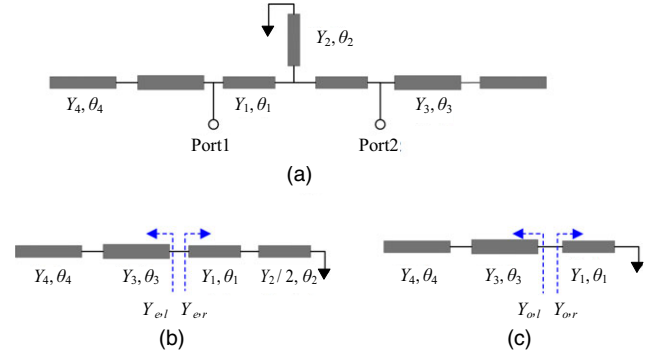 Y₂, θ₂
Y₄, θ₄ Y₁, θ₁ Y₃, θ₃
Port1 Port2:
(a)
Y₄, θ₄ Y₃, θ₃ Y₁, θ₁ Y₂ / 2, θ₂
Yₑ,ₗ Yₑ,ᵣ
(b)
Y₄, θ₄ Y₃, θ₃ Y₁, θ₁
Yₒ,ₗ Yₒ,ᵣ
(c)